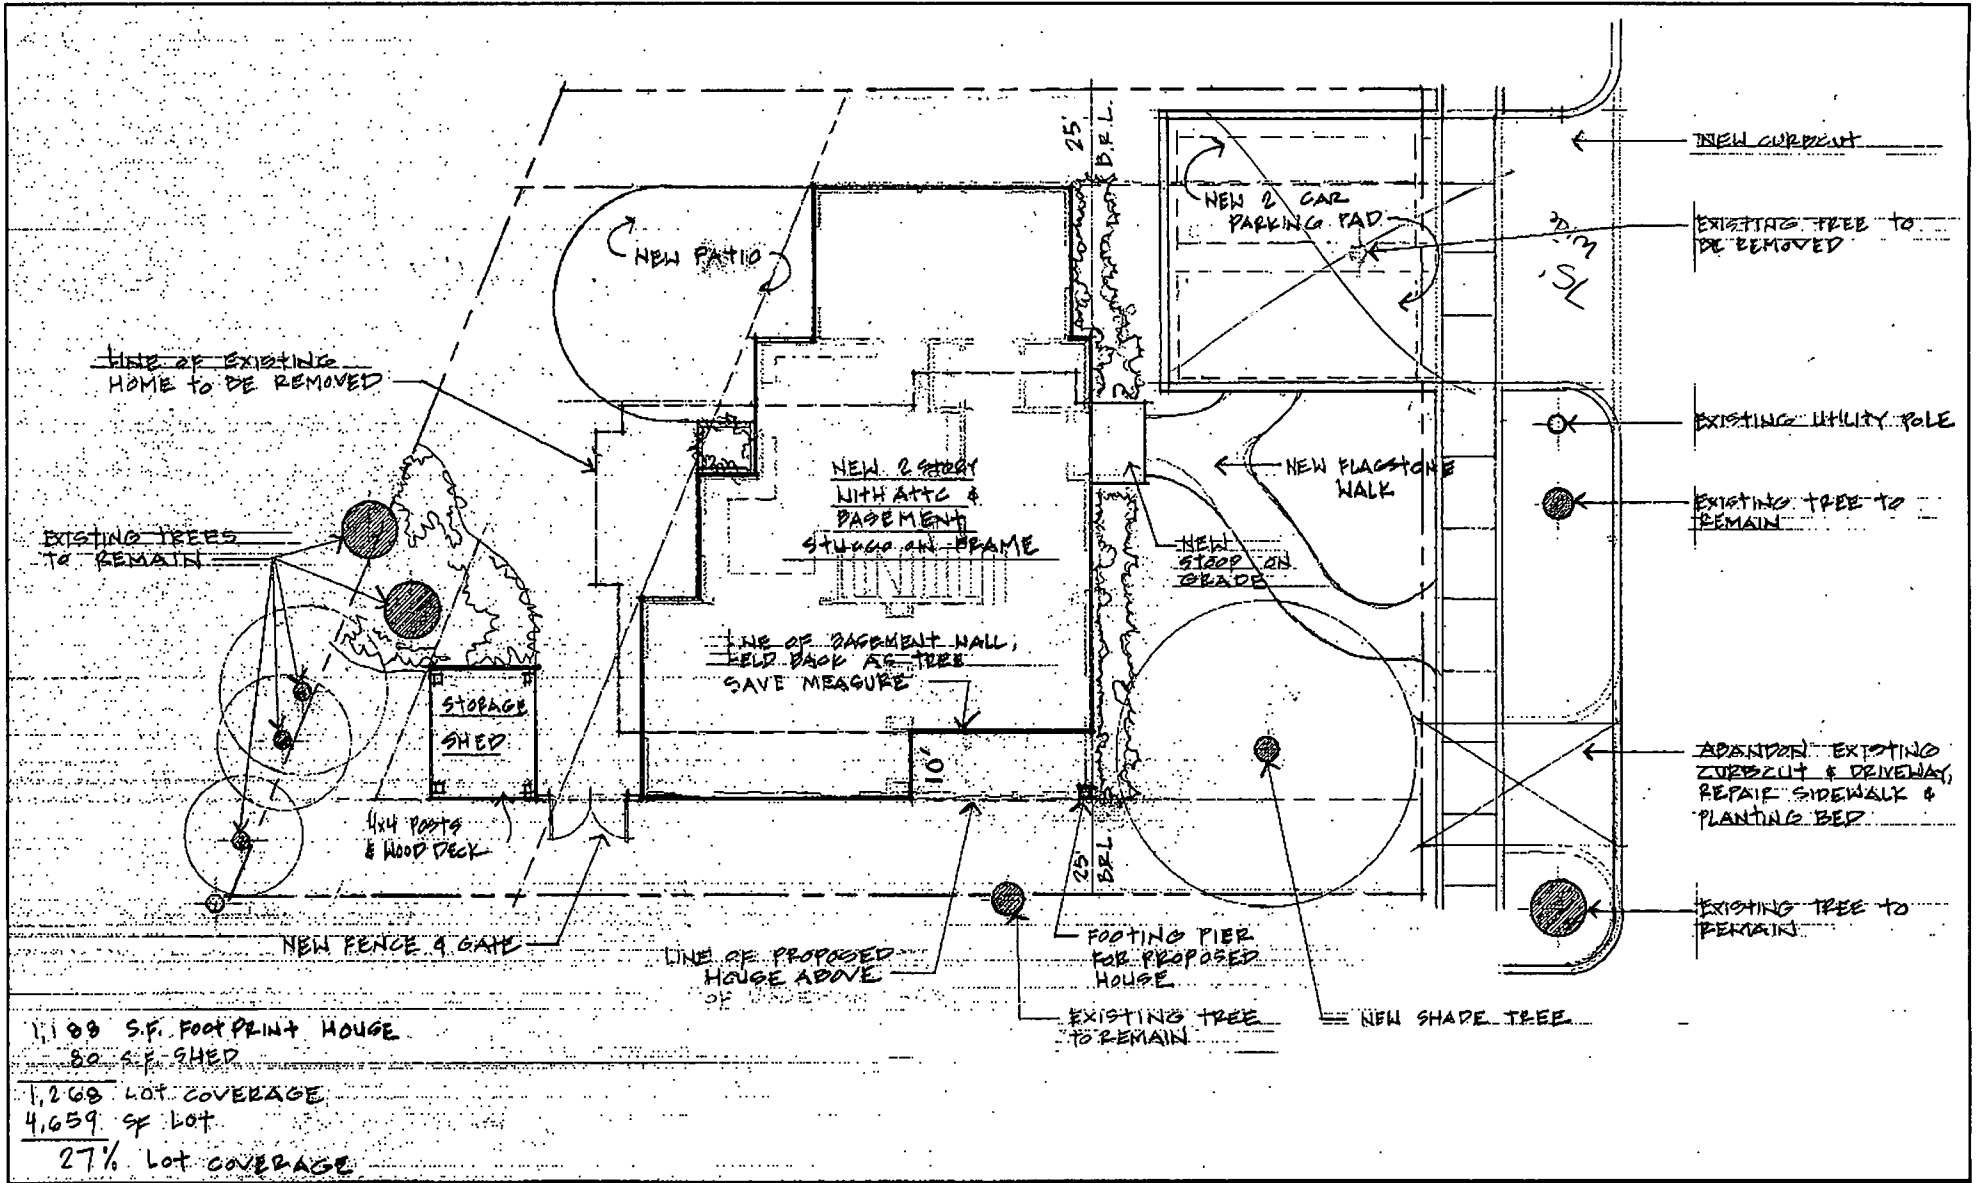 25'
B.R.L.
NEW CURBCUT
NEW 2 CAR
PARKING PAD
EXISTING TREE TO
BE REMOVED
NEW PATIO
LINE OF EXISTING
HOME TO BE REMOVED
EXISTING UTILITY POLE
NEW 2 STORY
WITH ATTC &
BASEMENT
STUCCO ON FRAME
NEW FLAGSTONE
WALK
EXISTING TREE TO
REMAIN
EXISTING TREES
TO REMAIN
NEW
STOOP ON
GRADE
LINE OF BASEMENT WALL,
HELD BACK AS TREE
SAVE MEASURE
STORAGE
SHED
10'
ABANDON EXISTING
CURBCUT & DRIVEWAY,
REPAIR SIDEWALK &
PLANTING BED
4x4 POSTS
& WOOD DECK
25'
BRL
NEW FENCE & GATE
LINE OF PROPOSED
HOUSE ABOVE
FOOTING PIER
FOR PROPOSED
HOUSE
EXISTING TREE TO
REMAIN
EXISTING TREE
TO REMAIN
NEW SHADE TREE
1,188 S.F. FOOTPRINT HOUSE
80 S.F. SHED
1,268 LOT COVERAGE
4,659 SF LOT
27% LOT COVERAGE